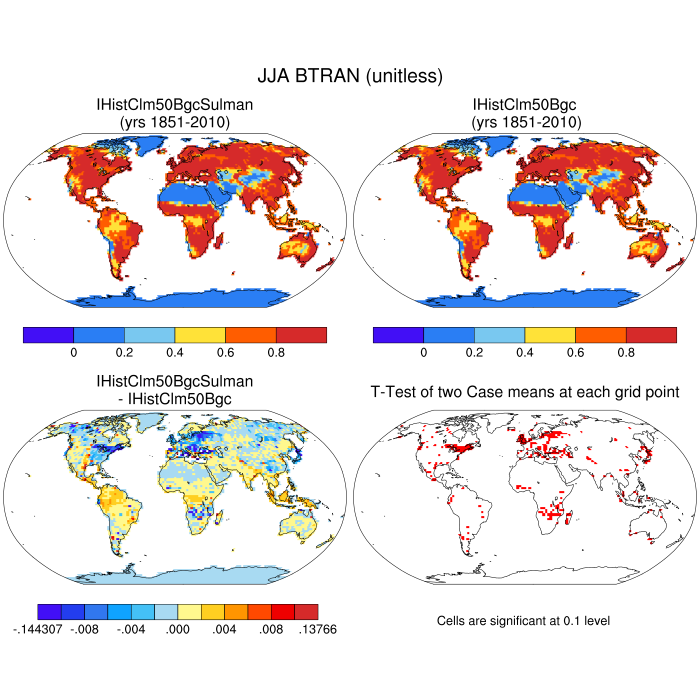 JJA BTRAN (unitless)
IHistClm50BgcSulman
(yrs 1851-2010)
IHistClm50Bgc
(yrs 1851-2010)
0 0.2 0.4 0.6 0.8
0 0.2 0.4 0.6 0.8
IHistClm50BgcSulman
- IHistClm50Bgc
T-Test of two Case means at each grid point
-.144307 -.008 -.004 .000 .004 .008 .13766
Cells are significant at 0.1 level